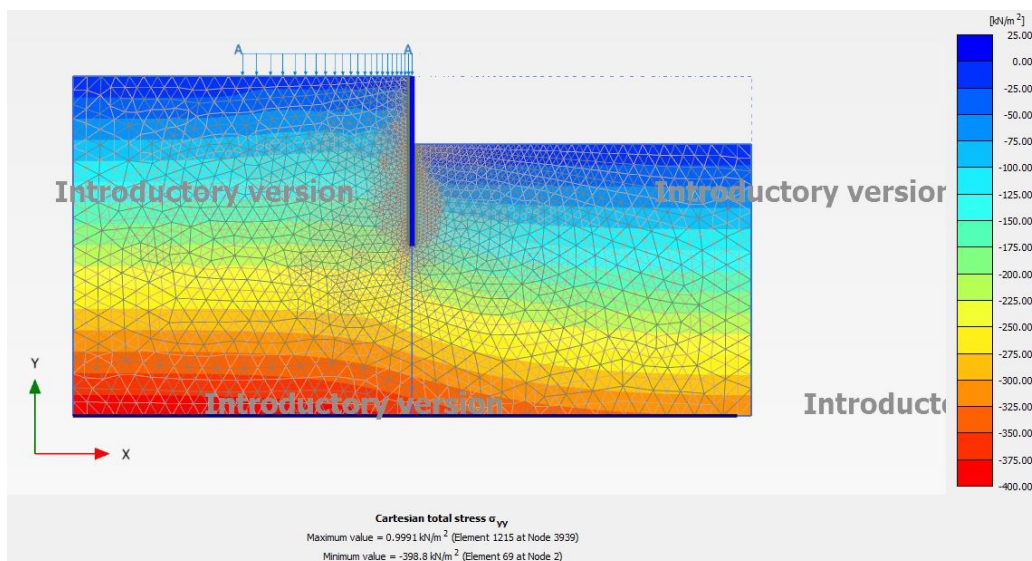 [kN/m²]
A
A
25.00
0.00
-25.00
-50.00
-75.00
-100.00
-125.00
-150.00
-175.00
-200.00
-225.00
-250.00
-275.00
-300.00
-325.00
-350.00
-375.00
-400.00
Introductory version
Introductory version
Introductory version
Introducto
Y
X
Cartesian total stress σyy
Maximum value = 0.9991 kN/m² (Element 1215 at Node 3939)
Minimum value = -398.8 kN/m² (Element 69 at Node 2)